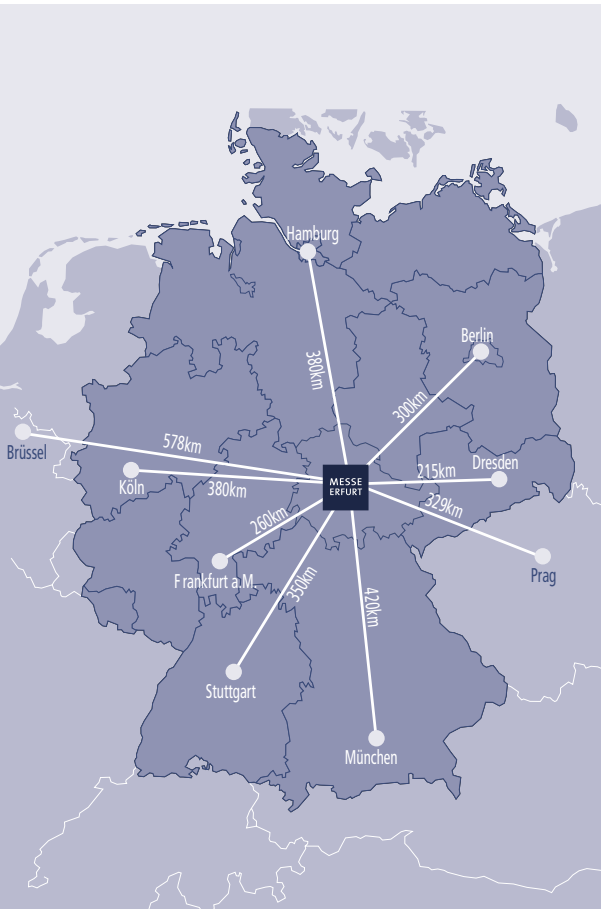 Hamburg
380km
Berlin
300km
578km
Brüssel
Köln
380km
MESSE
ERFURT
215km
Dresden
329km
Prag
260km
Frankfurt a.M.
350km
420km
Stuttgart
München